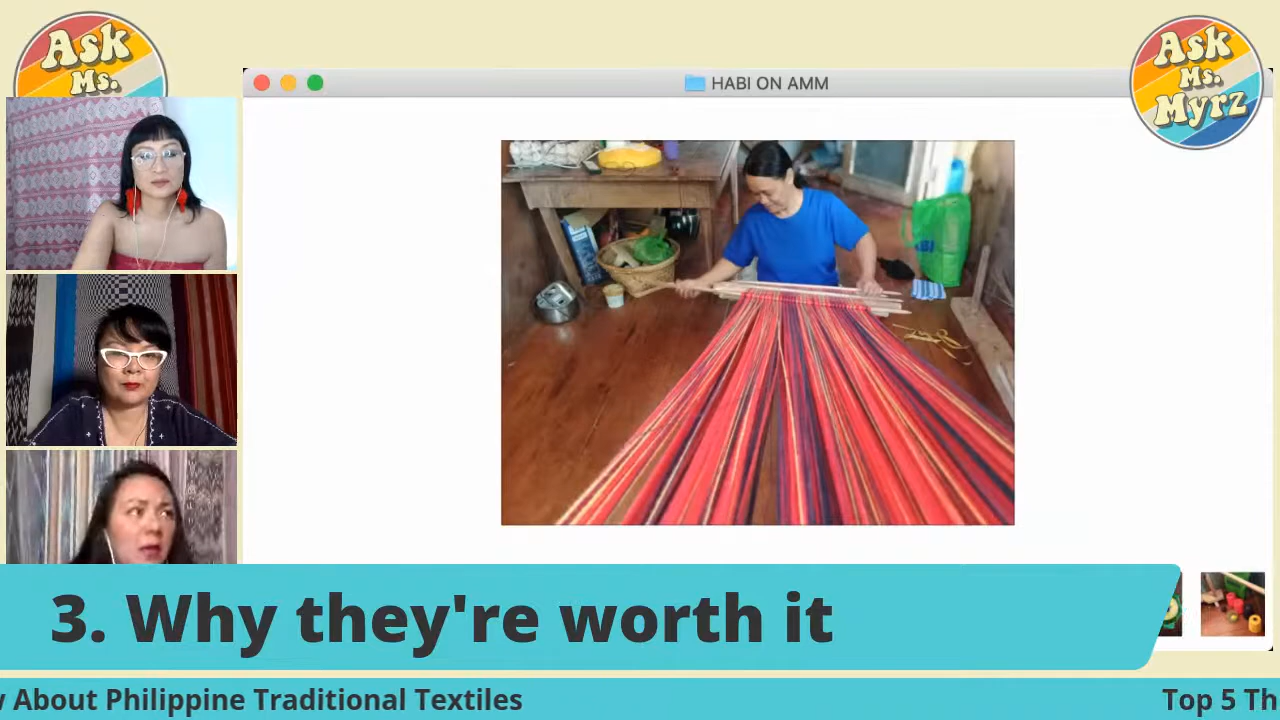 Ask
Ms.
HABI ON AMM
Ask
Ms.
Myrz
3. Why they're worth it
About Philippine Traditional Textiles
Top 5 Th